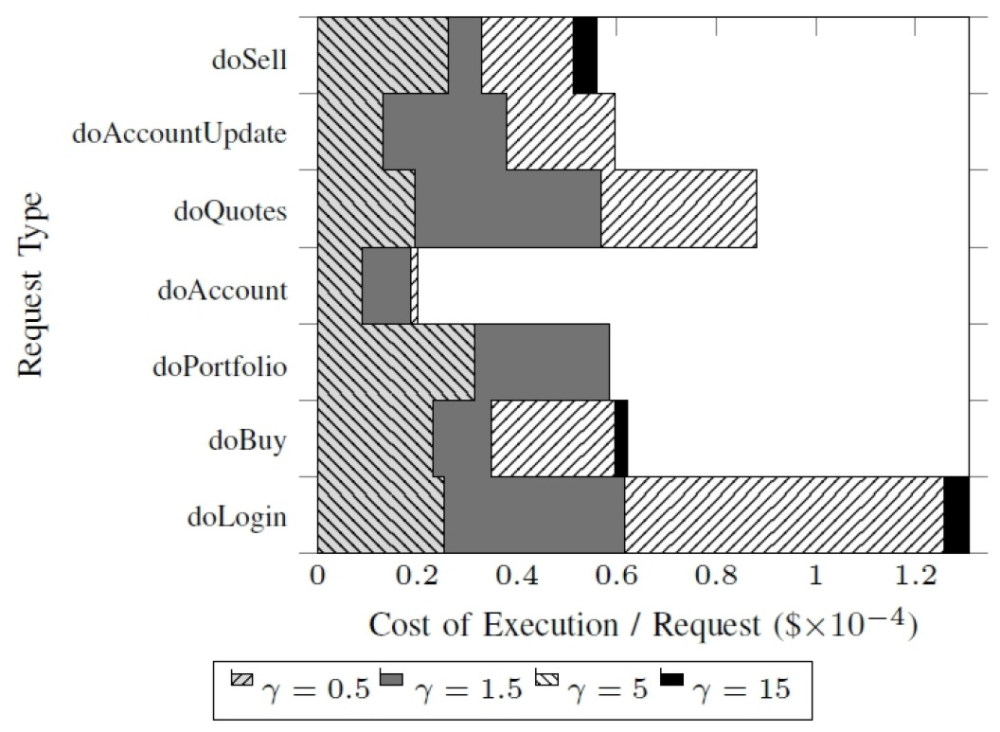 Request Type
doSell
doAccountUpdate
doQuotes
doAccount
doPortfolio
doBuy
doLogin
0 0.2 0.4 0.6 0.8 1 1.2
Cost of Execution / Request ($×10⁻⁴)
γ = 0.5 γ = 1.5 γ = 5 γ = 15